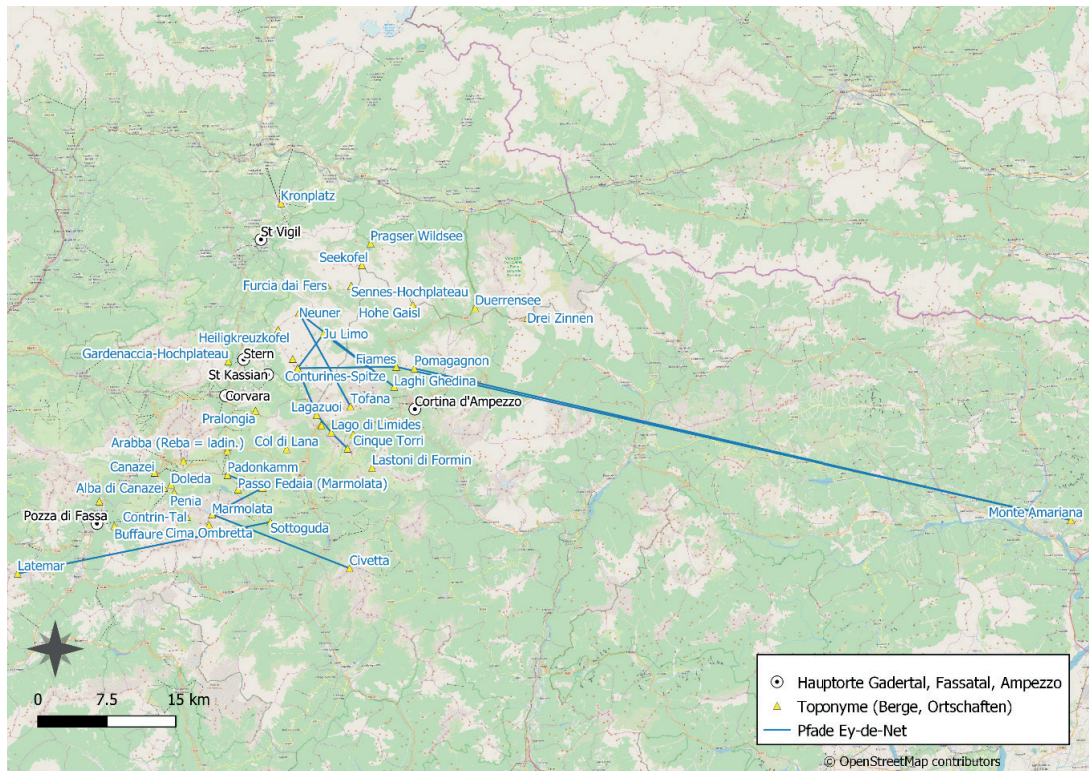 Kronplatz
St Vigil
Pragser Wildsee
Seekofel
Furcia dai Fers
Sennes-Hochplateau
Neuner
Hohe Gaisl
Duerrensee
Drei Zinnen
Ju Limo
Heiligkreuzkofel
Gardenaccia-Hochplateau
Stern
Fiames
Pomagagnon
St Kassian
Conturines-Spitze
Laghi Ghedina
Corvara
Tofana
Cortina d'Ampezzo
Pralongia
Lagazuoi
Lago di Limides
Arabba (Reba = ladin.)
Col di Lana
Cinque Torri
Canazei
Padonkamm
Lastoni di Formin
Doleda
Alba di Canazei
Passo Fedaia (Marmolata)
Penia
Marmolata
Pozza di Fassa
Contrin-Tal
Sottoguda
Buffaure
Cima Ombretta
Monte Amariana
Latemar
Civetta
0 7.5 15 km
Hauptorte Gadertal, Fassatal, Ampezzo
Toponyme (Berge, Ortschaften)
Pfade Ey-de-Net
© OpenStreetMap contributors